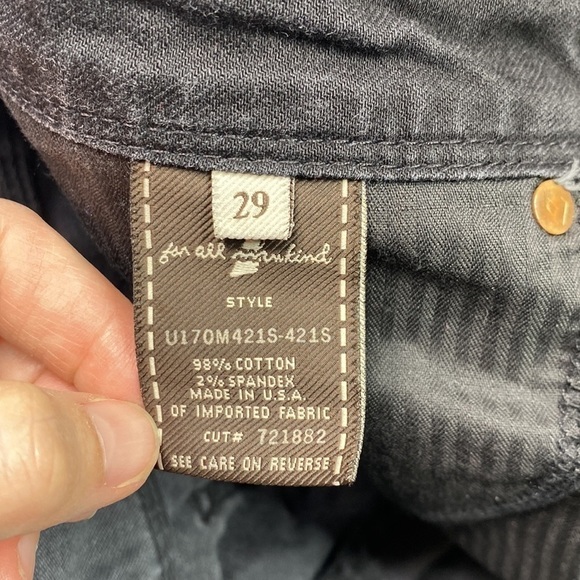 29
for all mankind
STYLE
U170M421S-421S
98% COTTON
2% SPANDEX
MADE IN U.S.A.
OF IMPORTED FABRIC
CUT# 721882
SEE CARE ON REVERSE